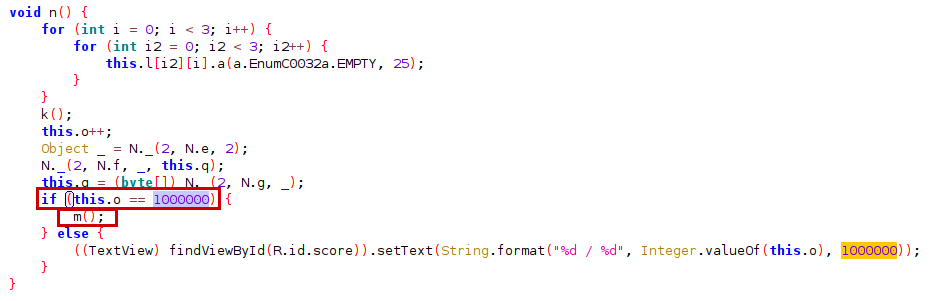 void n() {
    for (int i = 0; i < 3; i++) {
        for (int i2 = 0; i2 < 3; i2++) {
            this.l[i2][i].a(a.EnumC0032a.EMPTY, 25);
        }
    }
    k();
    this.o++;
    Object _ = N._(2, N.e, 2);
    N._(2, N.f, _, this.q);
    this.q = (byte[]) N._(2, N.g, _);
    if (this.o == 1000000) {
        m();
    } else {
        ((TextView) findViewById(R.id.score)).setText(String.format("%d / %d", Integer.valueOf(this.o), 1000000));
    }
}